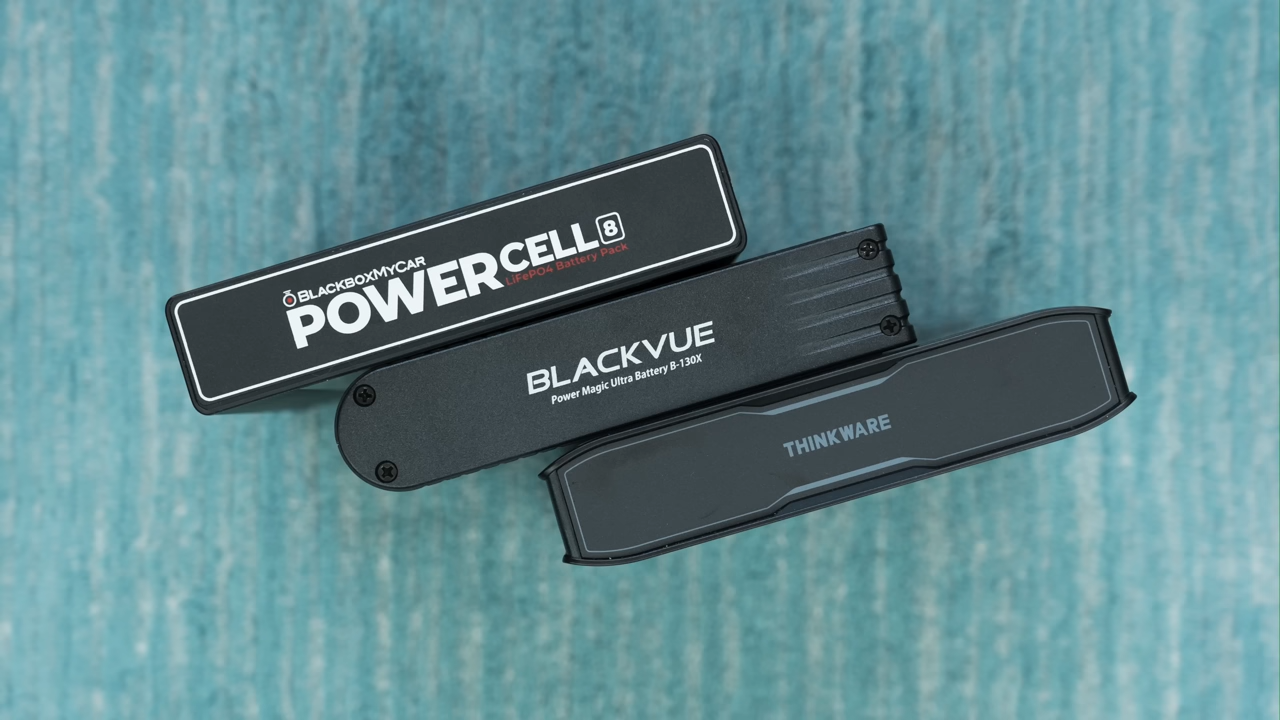 BLACKBOXMYCAR
POWERCELL 8
LiFePO4 Battery Pack
BLACKVUE
Power Magic Ultra Battery B-130X
THINKWARE